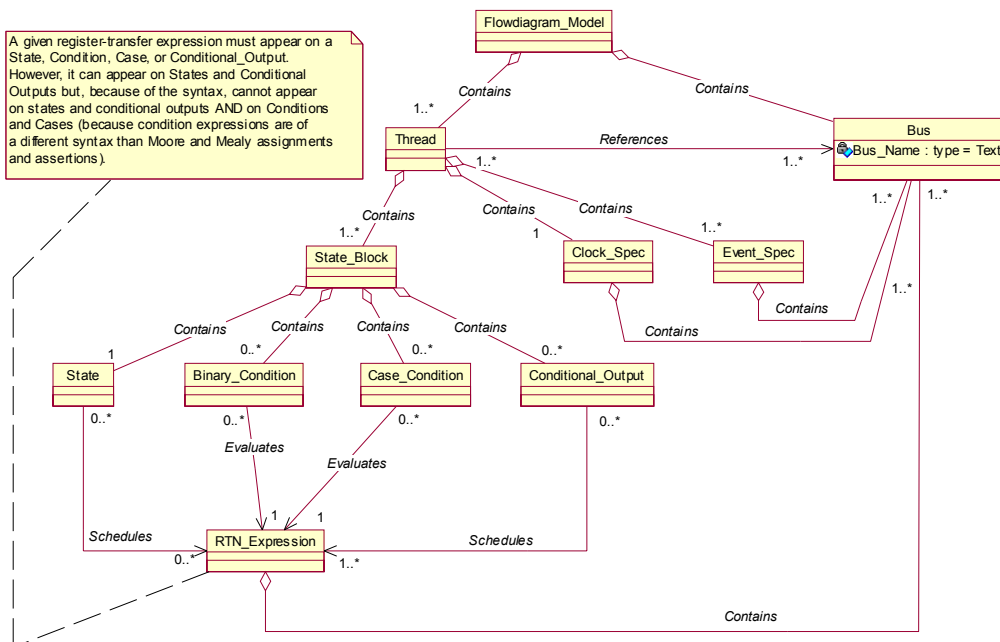 Flowdiagram_Model
A given register-transfer expression must appear on a
State, Condition, Case, or Conditional_Output.
However, it can appear on States and Conditional
Outputs but, because of the syntax, cannot appear
on states and conditional outputs AND on Conditions
and Cases (because condition expressions are of
a different syntax than Moore and Mealy assignments
and assertions).
Contains
Contains
1..*
Thread
References
1..*
1..*
Bus
Bus_Name : type = Text
Contains
1..*
Contains
1
Contains
1..*
1..*
1..*
1..*
State_Block
Clock_Spec
Event_Spec
Contains
Contains
Contains
1
Contains
0..*
Contains
0..*
Contains
0..*
State
Binary_Condition
Case_Condition
Conditional_Output
0..*
0..*
0..*
0..*
Evaluates
Evaluates
1
1
Schedules
0..*
RTN_Expression
Schedules
1..*
Contains